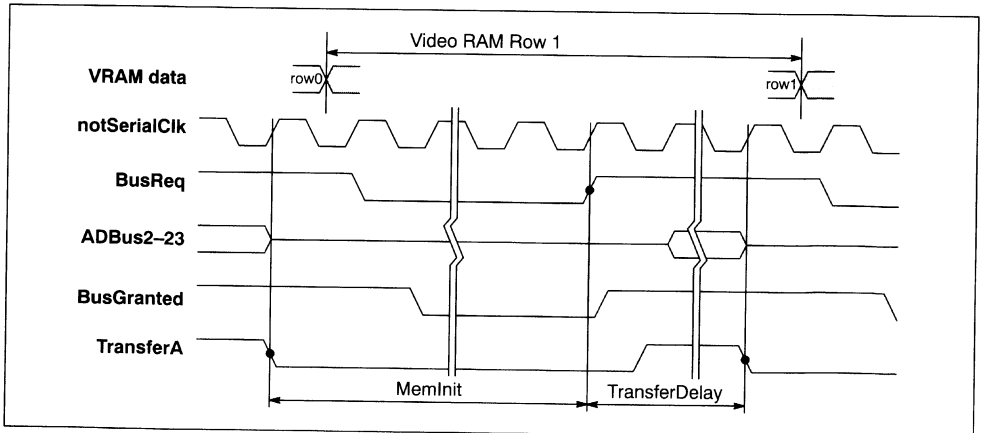 Video RAM Row 1
VRAM data
row0
row1
notSerialClk
BusReq
ADBus2–23
BusGranted
TransferA
MemInit
TransferDelay